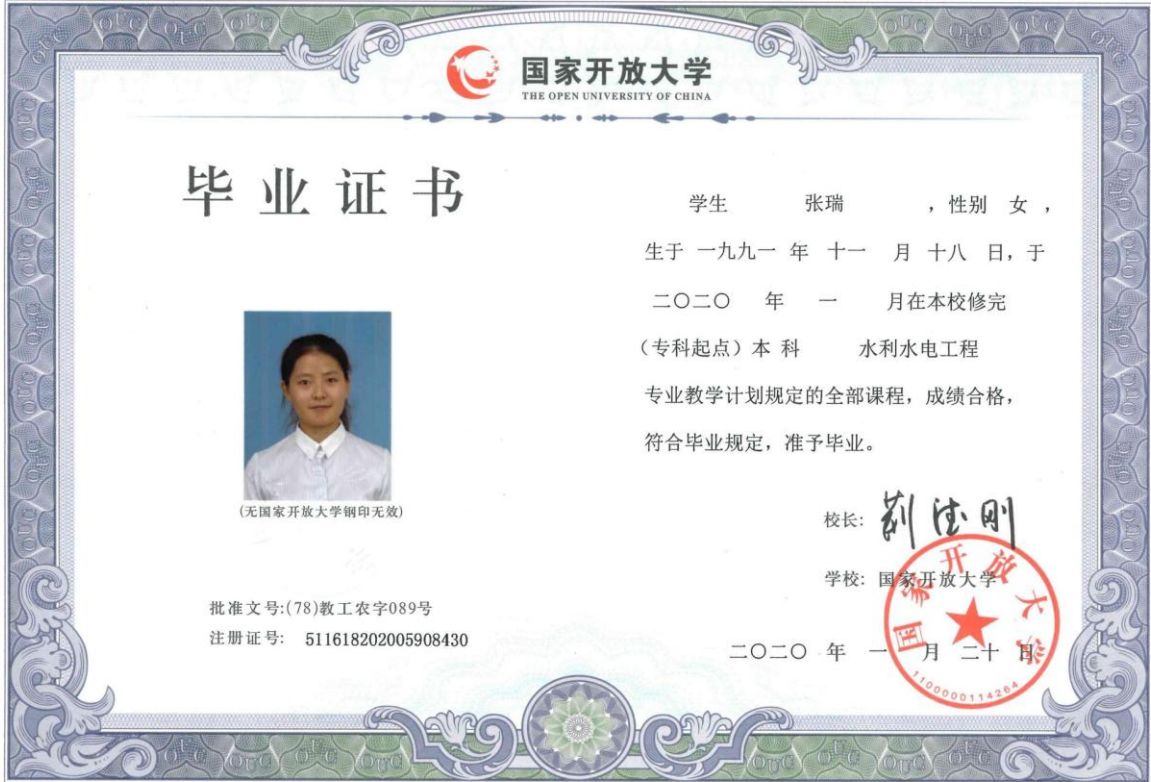 国家开放大学
THE OPEN UNIVERSITY OF CHINA
毕业证书
学生 张瑞 ，性别 女 ，
生于 一九九一 年 十一 月 十八 日，于
二〇二〇 年 一 月在本校修完
（专科起点）本 科 水利水电工程
专业教学计划规定的全部课程，成绩合格，
符合毕业规定，准予毕业。
(无国家开放大学钢印无效)
校长:
学校: 国家开放大学
批准文号:(78)教工农字089号
注册证号: 511618202005908430
二〇二〇 年 一 月 二十 日
国家开放大学
1100000114264